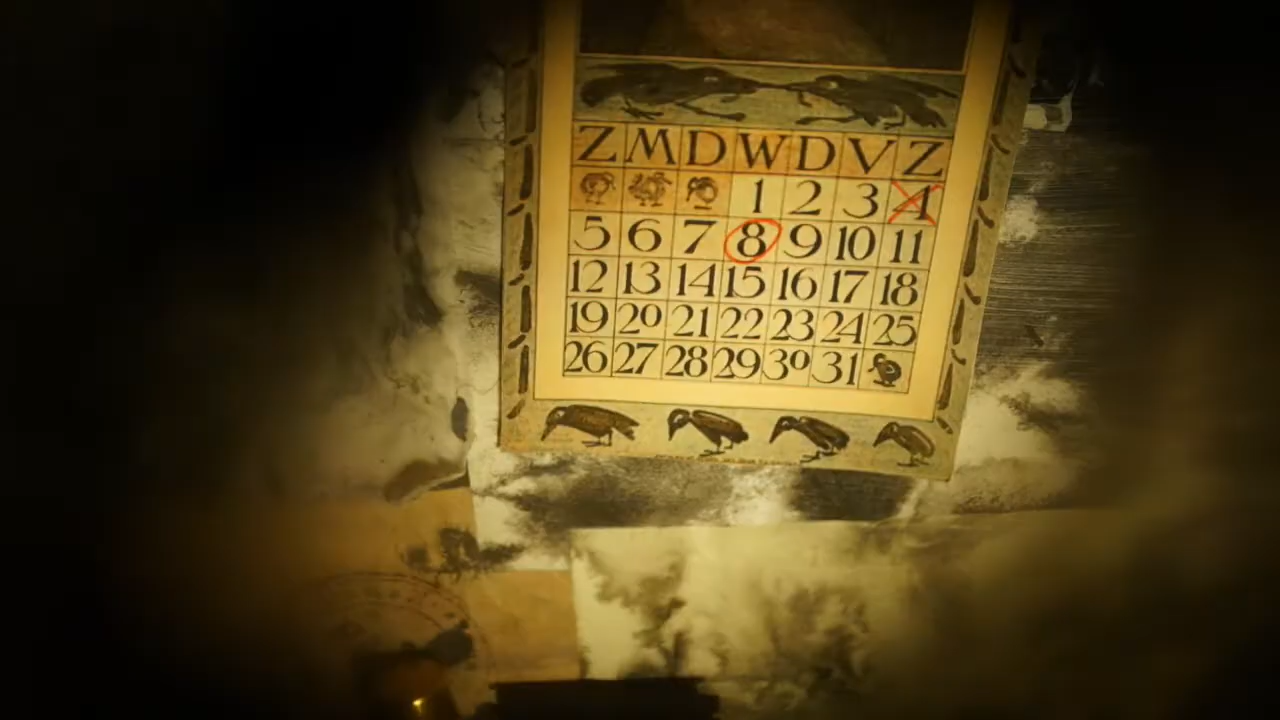 Z M D W D V Z
1 2 3 4
5 6 7 8 9 10 11
12 13 14 15 16 17 18
19 20 21 22 23 24 25
26 27 28 29 30 31